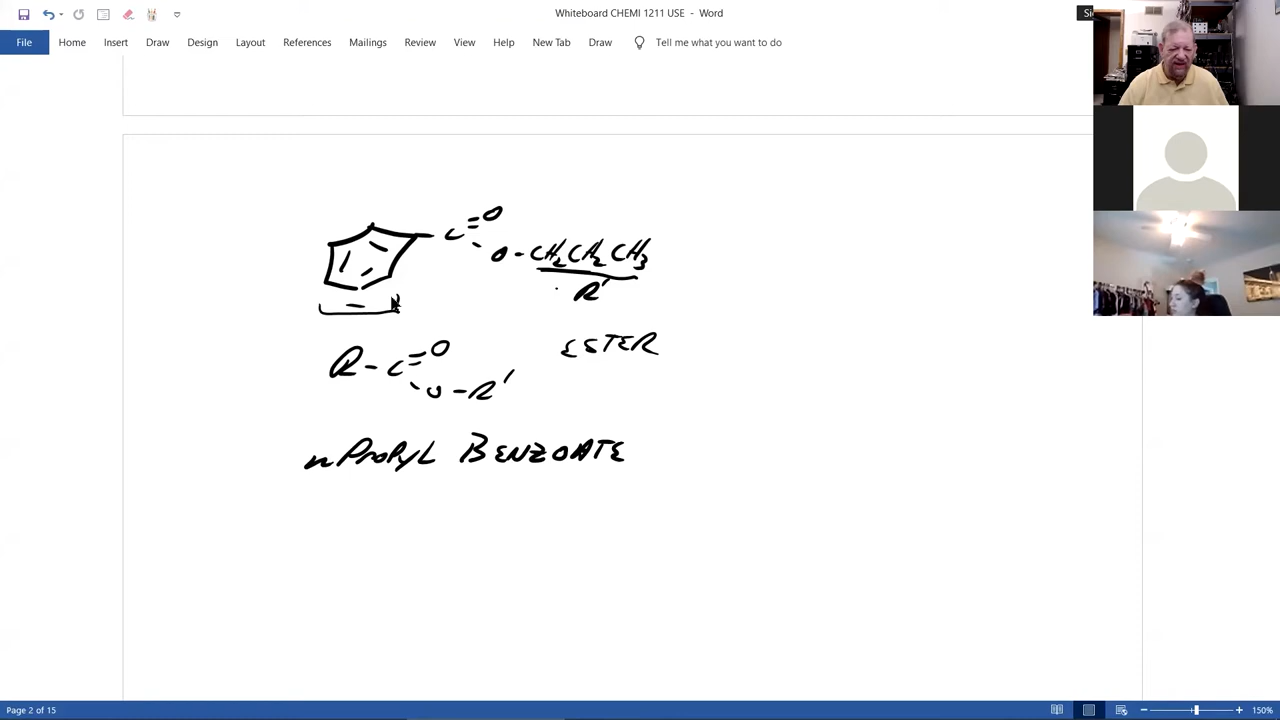 Whiteboard CHEMI 1211 USE - Word
Si
File Home Insert Draw Design Layout References Mailings Review View Help New Tab Draw Tell me what you want to do
C =O
O-CH2CH2CH3
R'
R-C =O
O-R'
ESTER
nPROPYL BENZOATE
Page 2 of 15
150%